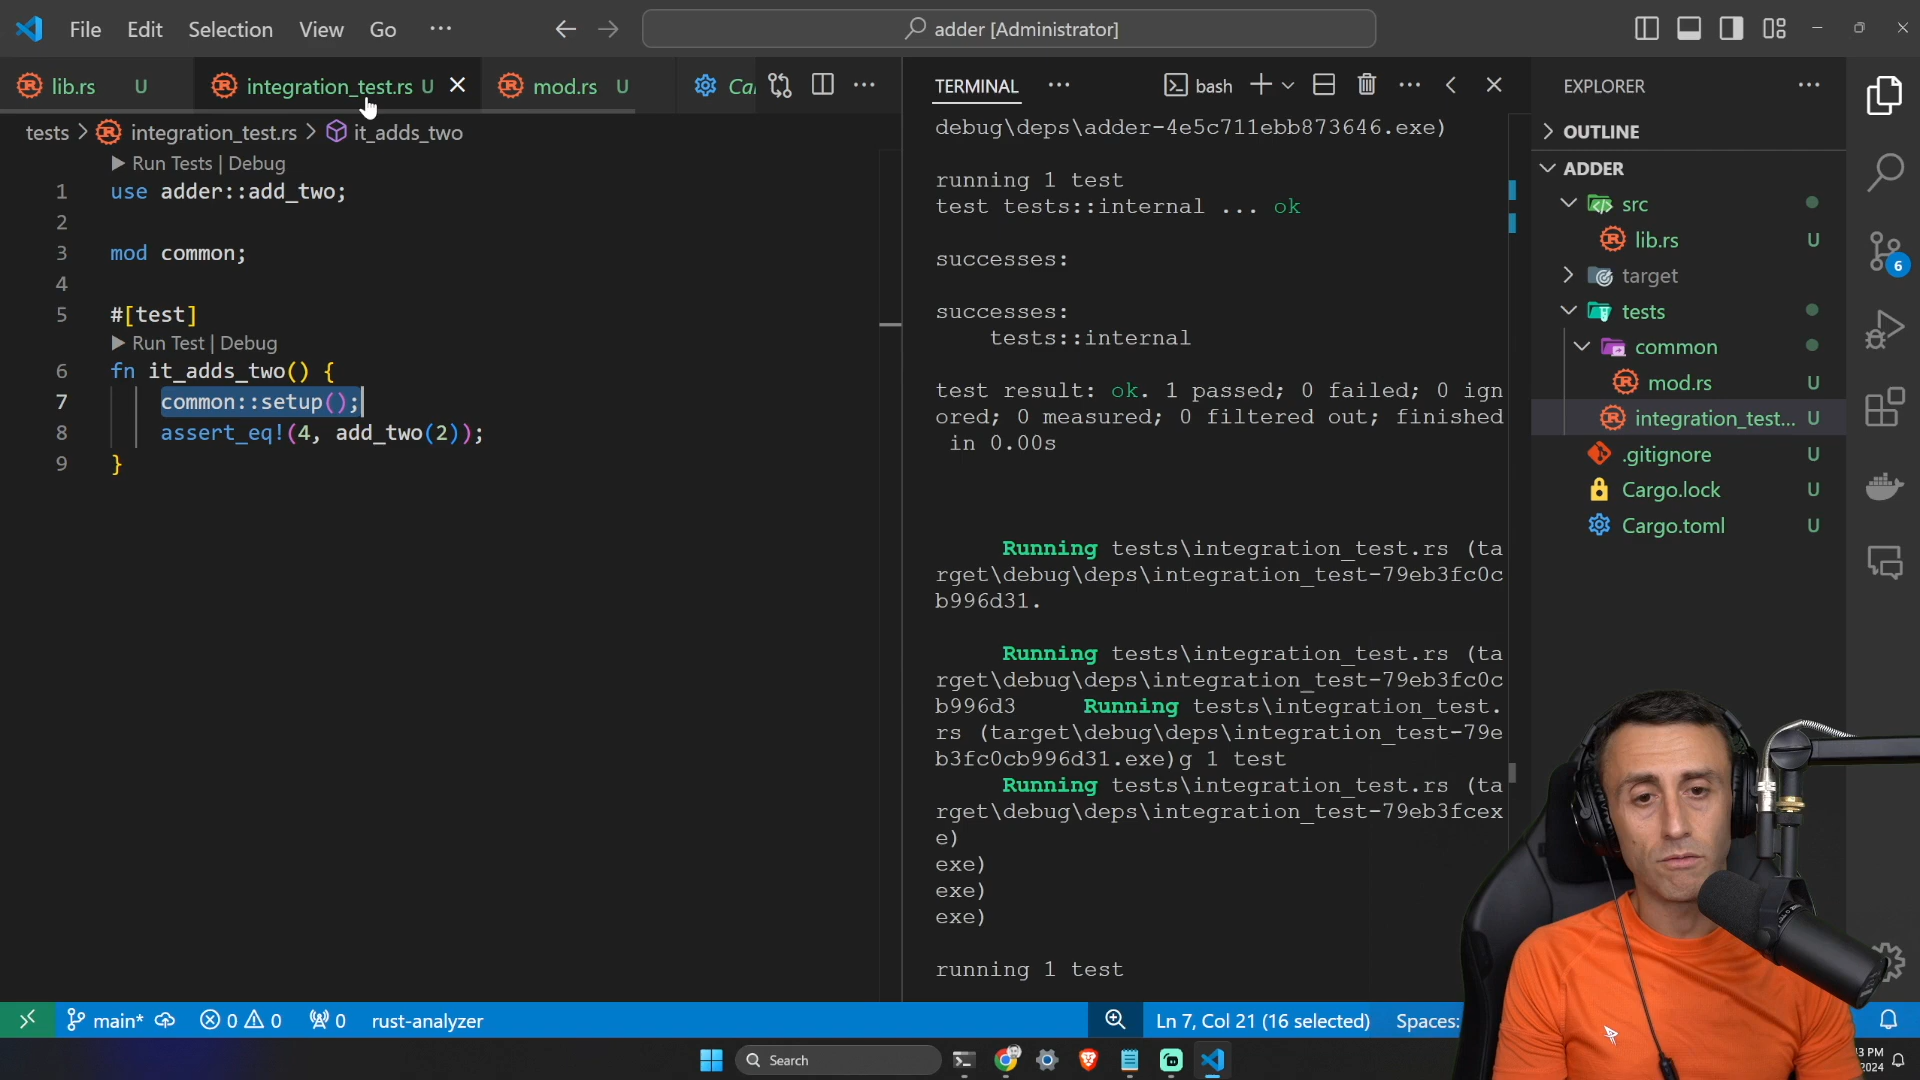 File Edit Selection View Go ...
adder [Administrator]
lib.rs U
integration_test.rs U
mod.rs U
Ca
tests > integration_test.rs > it_adds_two
Run Tests | Debug
1 use adder::add_two;
2
3 mod common;
4
5 #[test]
Run Test | Debug
6 fn it_adds_two() {
7 common::setup();
8 assert_eq!(4, add_two(2));
9 }
TERMINAL ...
bash
debug\deps\adder-4e5c711ebb873646.exe)
running 1 test
test tests::internal ... ok
successes:
successes:
tests::internal
test result: ok. 1 passed; 0 failed; 0 ign
ored; 0 measured; 0 filtered out; finished
in 0.00s
Running tests\integration_test.rs (ta
rget\debug\deps\integration_test-79eb3fc0c
b996d31.
Running tests\integration_test.rs (ta
rget\debug\deps\integration_test-79eb3fc0c
b996d3 Running tests\integration_test.
rs (target\debug\deps\integration_test-79e
b3fc0cb996d31.exe)g 1 test
Running tests\integration_test.rs (ta
rget\debug\deps\integration_test-79eb3fcex
e)
exe)
exe)
exe)
running 1 test
EXPLORER ...
OUTLINE
ADDER
src
lib.rs U
target
tests
common
mod.rs U
integration_test... U
.gitignore U
Cargo.lock U
Cargo.toml U
6
main* 0 0 0 rust-analyzer
Ln 7, Col 21 (16 selected) Spaces:
Search
3 PM
2024